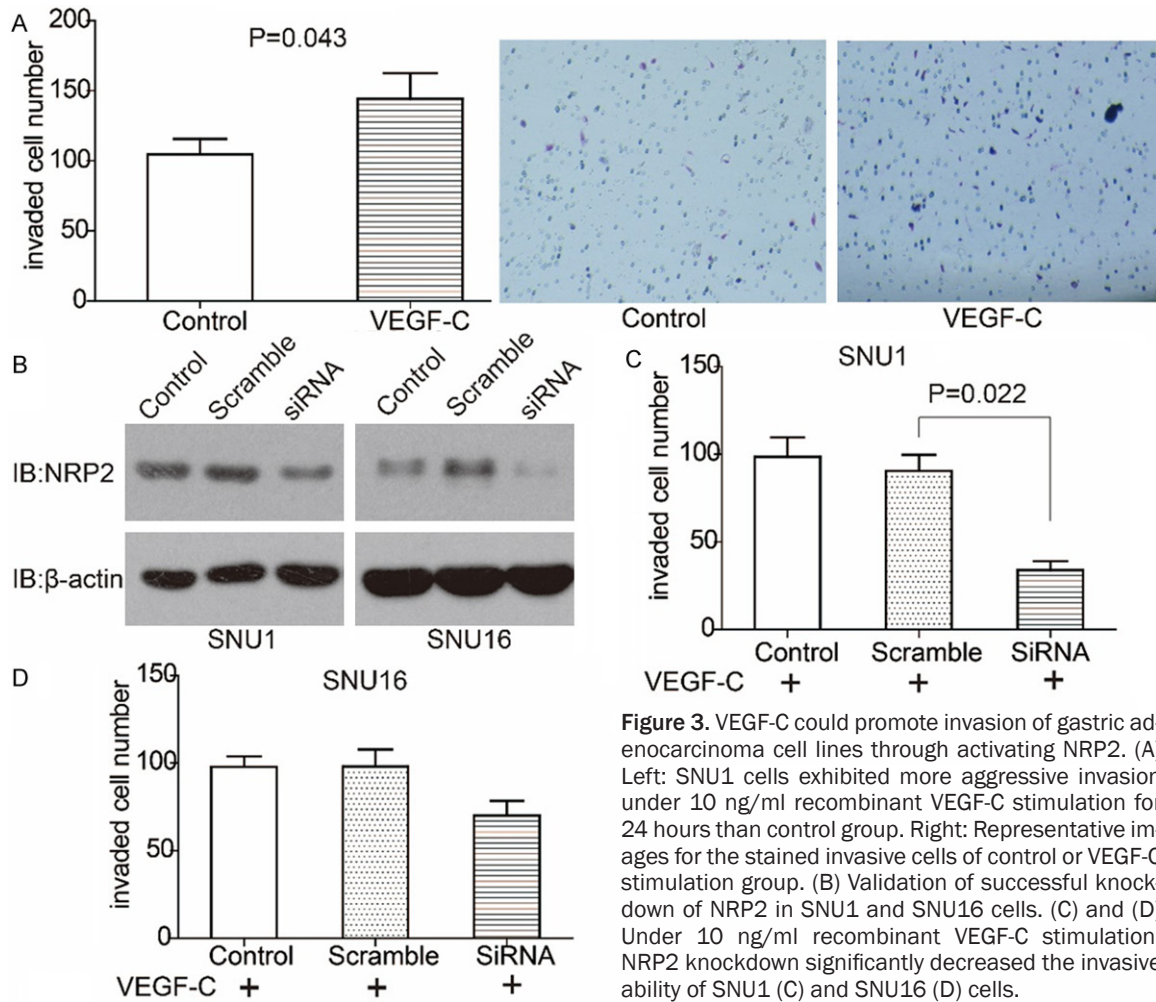 A
200
150
100
50
0
invaded cell number
P=0.043
Control
VEGF-C
Control
VEGF-C
B
Control
Scramble
siRNA
Control
Scramble
siRNA
IB:NRP2
IB:β-actin
SNU1
SNU16
C
SNU1
150
100
50
0
invaded cell number
P=0.022
Control
Scramble
SiRNA
VEGF-C + + +
D
SNU16
150
100
50
0
invaded cell number
Control
Scramble
SiRNA
VEGF-C + + +
Figure 3. VEGF-C could promote invasion of gastric ad-
enocarcinoma cell lines through activating NRP2. (A)
Left: SNU1 cells exhibited more aggressive invasion
under 10 ng/ml recombinant VEGF-C stimulation for
24 hours than control group. Right: Representative im-
ages for the stained invasive cells of control or VEGF-C
stimulation group. (B) Validation of successful knock-
down of NRP2 in SNU1 and SNU16 cells. (C) and (D)
Under 10 ng/ml recombinant VEGF-C stimulation
NRP2 knockdown significantly decreased the invasive
ability of SNU1 (C) and SNU16 (D) cells.